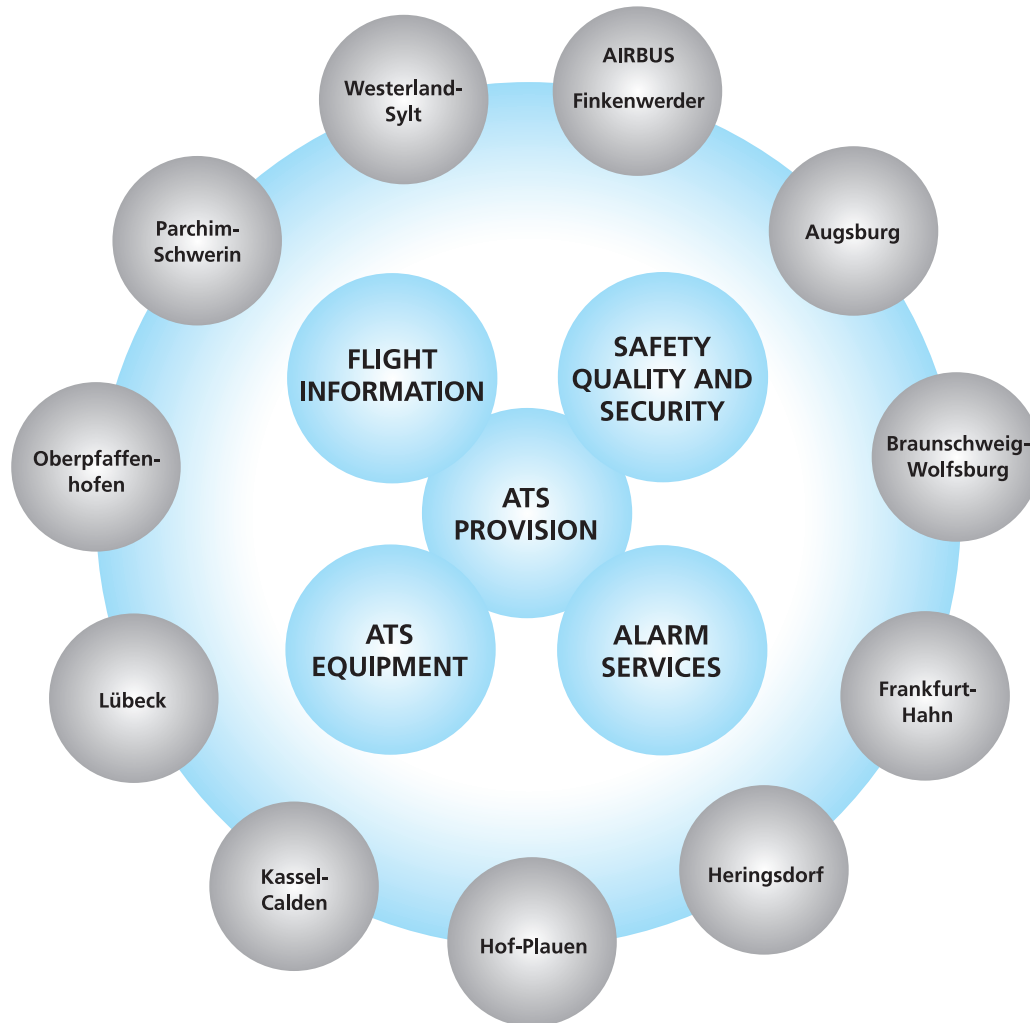 AIRBUS
Finkenwerder
Westerland-
Sylt
Augsburg
Parchim-
Schwerin
FLIGHT
INFORMATION
SAFETY
QUALITY AND
SECURITY
Braunschweig-
Wolfsburg
Oberpfaffen-
hofen
ATS
PROVISION
ATS
EQUIPMENT
ALARM
SERVICES
Lübeck
Frankfurt-
Hahn
Kassel-
Calden
Heringsdorf
Hof-Plauen